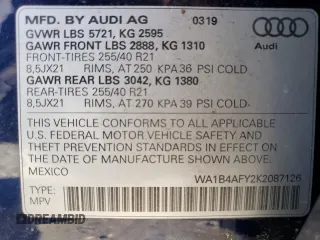 MFD. BY AUDI AG 0319
GVWR LBS 5721, KG 2595
GAWR FRONT LBS 2888, KG 1310
FRONT-TIRES 255/40 R21
8,5JX21 RIMS, AT 250 KPA 36 PSI COLD
GAWR REAR LBS 3042, KG 1380
REAR-TIRES 255/40 R21
8,5JX21 RIMS, AT 270 KPA 39 PSI COLD
Audi
THIS VEHICLE CONFORMS TO ALL APPLICABLE
U.S. FEDERAL MOTOR VEHICLE SAFETY
STANDARDS IN EFFECT ON THE
DATE OF MANUFACTURE SHOWN ABOVE.
MEXICO WA1B4AFY2K2087126
TYPE:
MPV
DREAMBID